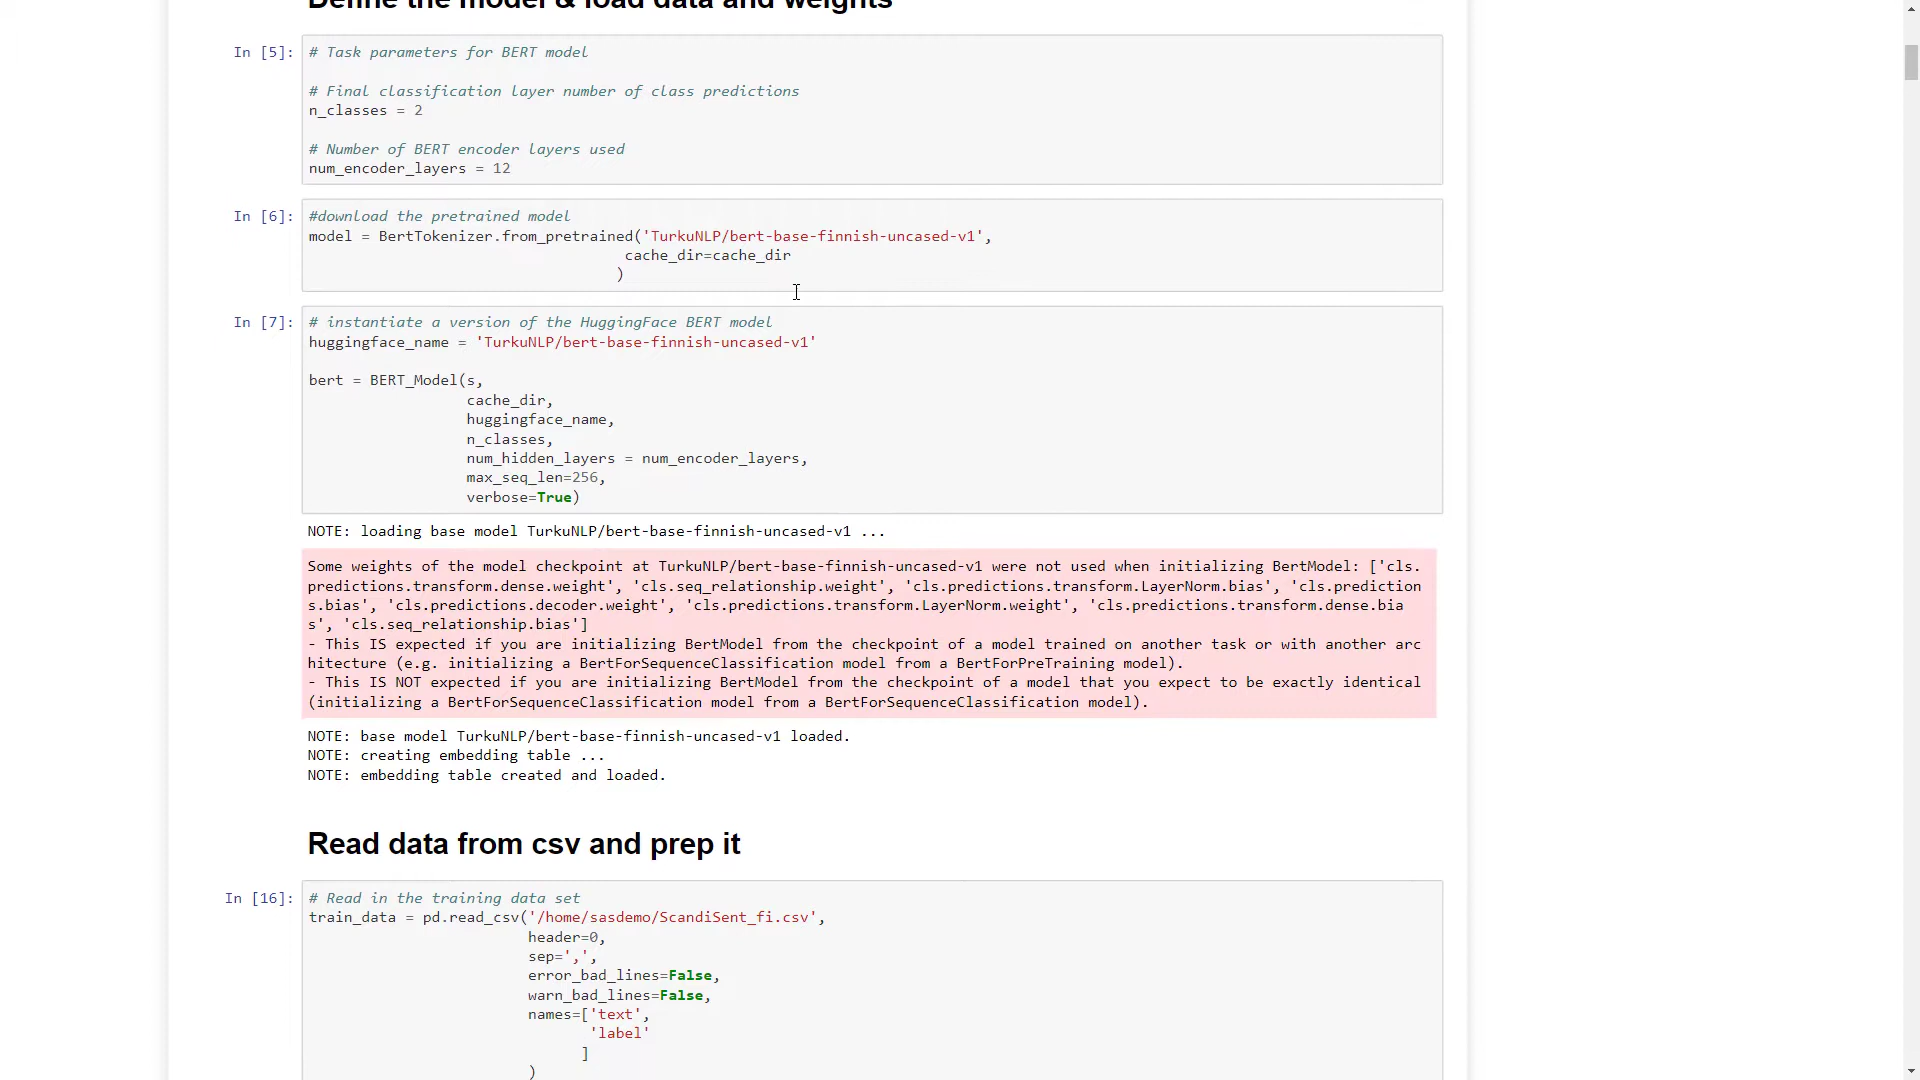 Define the model & load data and weights
In [5]: # Task parameters for BERT model
# Final classification layer number of class predictions
n_classes = 2
# Number of BERT encoder layers used
num_encoder_layers = 12
In [6]: #download the pretrained model
model = BertTokenizer.from_pretrained('TurkuNLP/bert-base-finnish-uncased-v1',
cache_dir=cache_dir
)
In [7]: # instantiate a version of the HuggingFace BERT model
huggingface_name = 'TurkuNLP/bert-base-finnish-uncased-v1'
bert = BERT_Model(s,
cache_dir,
huggingface_name,
n_classes,
num_hidden_layers = num_encoder_layers,
max_seq_len=256,
verbose=True)
NOTE: loading base model TurkuNLP/bert-base-finnish-uncased-v1 ...
Some weights of the model checkpoint at TurkuNLP/bert-base-finnish-uncased-v1 were not used when initializing BertModel: ['cls.
predictions.transform.dense.weight', 'cls.seq_relationship.weight', 'cls.predictions.transform.LayerNorm.bias', 'cls.prediction
s.bias', 'cls.predictions.decoder.weight', 'cls.predictions.transform.LayerNorm.weight', 'cls.predictions.transform.dense.bia
s', 'cls.seq_relationship.bias']
- This IS expected if you are initializing BertModel from the checkpoint of a model trained on another task or with another arc
hitecture (e.g. initializing a BertForSequenceClassification model from a BertForPreTraining model).
- This IS NOT expected if you are initializing BertModel from the checkpoint of a model that you expect to be exactly identical
(initializing a BertForSequenceClassification model from a BertForSequenceClassification model).
NOTE: base model TurkuNLP/bert-base-finnish-uncased-v1 loaded.
NOTE: creating embedding table ...
NOTE: embedding table created and loaded.
Read data from csv and prep it
In [16]: # Read in the training data set
train_data = pd.read_csv('/home/sasdemo/ScandiSent_fi.csv',
header=0,
sep=',',
error_bad_lines=False,
warn_bad_lines=False,
names=['text',
'label'
]
)